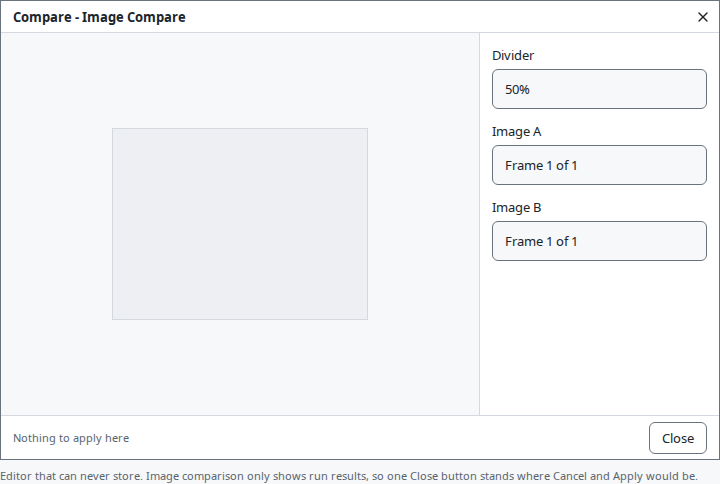 Compare - Image Compare
Divider
50%
Image A
Frame 1 of 1
Image B
Frame 1 of 1
Nothing to apply here
Close
Editor that can never store. Image comparison only shows run results, so one Close button stands where Cancel and Apply would be.